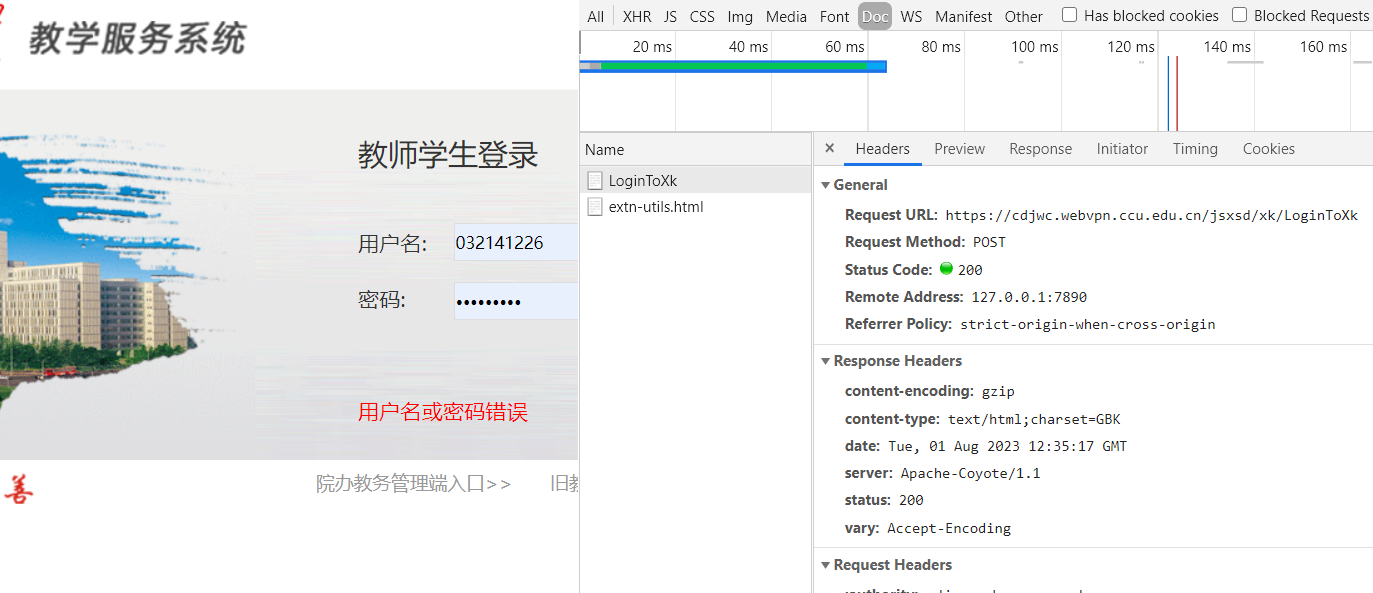 教学服务系统
教师学生登录
用户名: 032141226
密码: •••••••••
用户名或密码错误
善
院办教务管理端入口>> 旧教
All XHR JS CSS Img Media Font Doc WS Manifest Other Has blocked cookies Blocked Requests
20 ms 40 ms 60 ms 80 ms 100 ms 120 ms 140 ms 160 ms
Name
LoginToXk
extn-utils.html
× Headers Preview Response Initiator Timing Cookies
General
Request URL: https://cdjwc.webvpn.ccu.edu.cn/jsxsd/xk/LoginToXk
Request Method: POST
Status Code: 200
Remote Address: 127.0.0.1:7890
Referrer Policy: strict-origin-when-cross-origin
Response Headers
content-encoding: gzip
content-type: text/html;charset=GBK
date: Tue, 01 Aug 2023 12:35:17 GMT
server: Apache-Coyote/1.1
status: 200
vary: Accept-Encoding
Request Headers